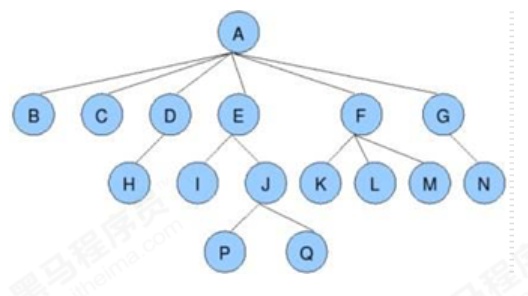 A
B C D E F G
H I J K L M N
P Q
黑马程序员
itheima.com